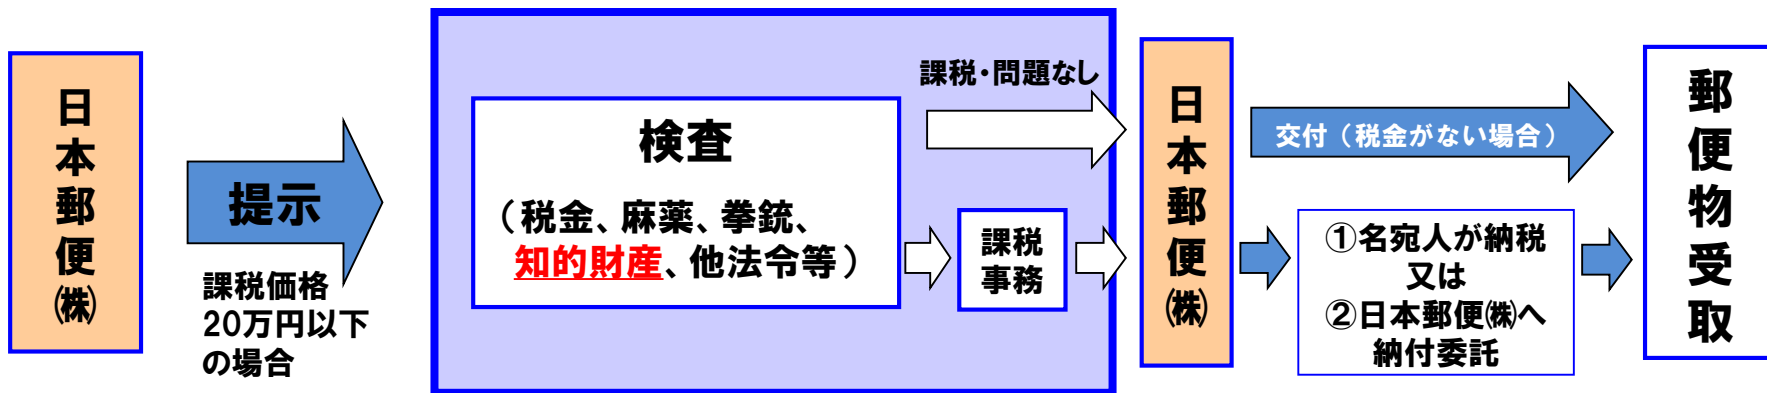 日本郵便㈱
提示
課税価格
20万円以下
の場合
検査
（税金、麻薬、拳銃、
知的財産、他法令等）
課税・問題なし
課税
事務
日本郵便㈱
交付（税金がない場合）
①名宛人が納税
又は
②日本郵便㈱へ
納付委託
郵便物受取